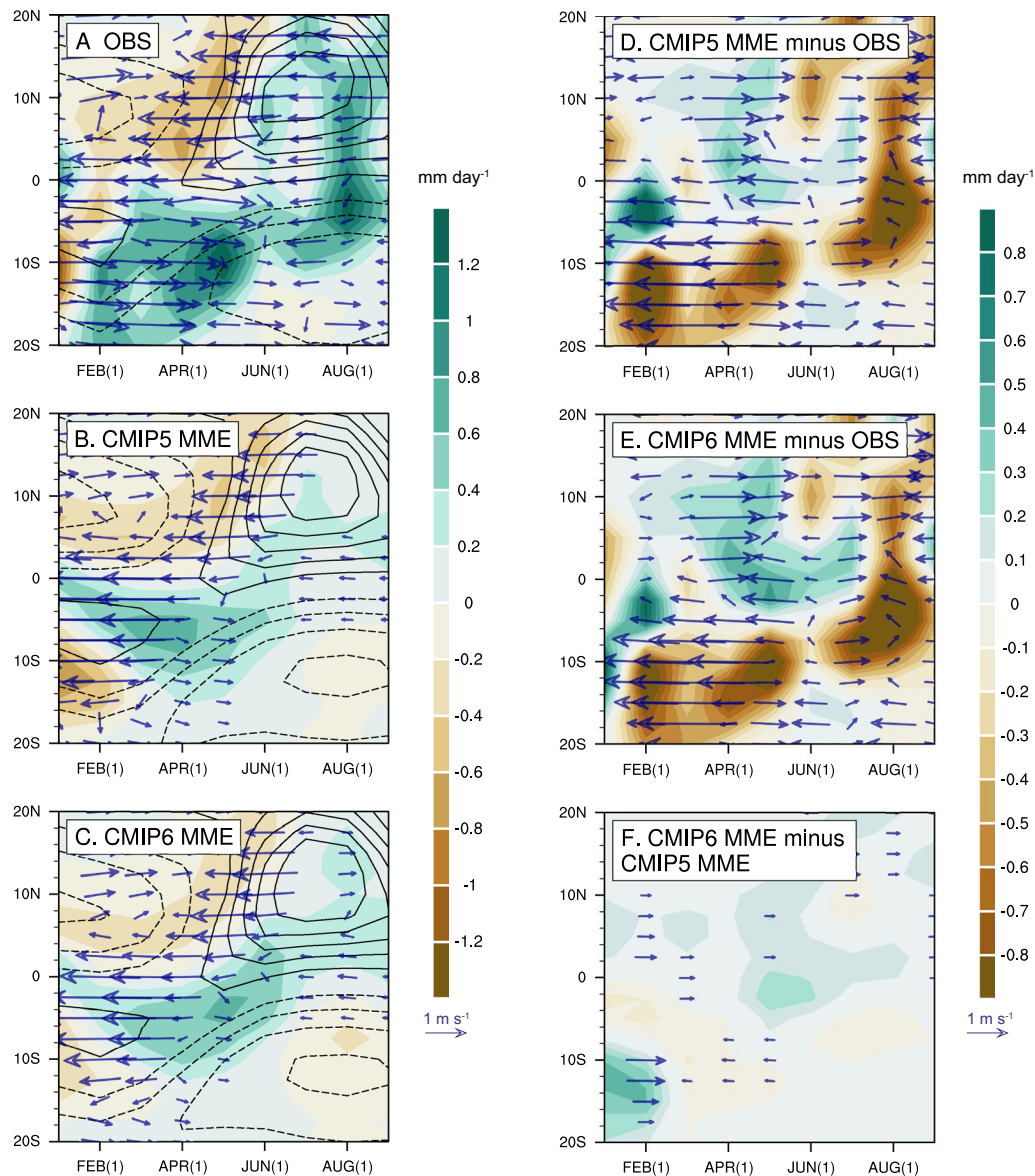 20N
10N
0
10S
20S
A OBS
FEB(1) APR(1) JUN(1) AUG(1)
D. CMIP5 MME minus OBS
20N
10N
0
10S
20S
FEB(1) APR(1) JUN(1) AUG(1)
20N
10N
0
10S
20S
B. CMIP5 MME
FEB(1) APR(1) JUN(1) AUG(1)
E. CMIP6 MME minus OBS
20N
10N
0
10S
20S
FEB(1) APR(1) JUN(1) AUG(1)
20N
10N
0
10S
20S
C. CMIP6 MME
FEB(1) APR(1) JUN(1) AUG(1)
F. CMIP6 MME minus
CMIP5 MME
20N
10N
0
10S
20S
FEB(1) APR(1) JUN(1) AUG(1)
mm day⁻¹
1.2
1
0.8
0.6
0.4
0.2
0
-0.2
-0.4
-0.6
-0.8
-1
-1.2
1 m s⁻¹
mm day⁻¹
0.8
0.7
0.6
0.5
0.4
0.3
0.2
0.1
0
-0.1
-0.2
-0.3
-0.4
-0.5
-0.6
-0.7
-0.8
1 m s⁻¹